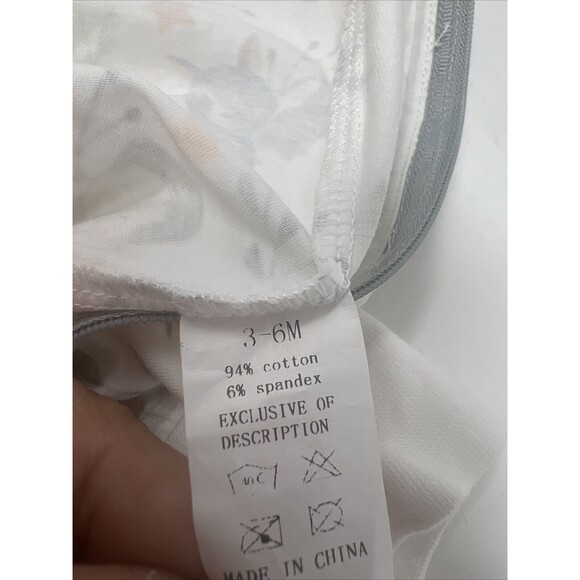 3-6M
94% cotton
6% spandex
EXCLUSIVE OF
DESCRIPTION
MADE IN CHINA